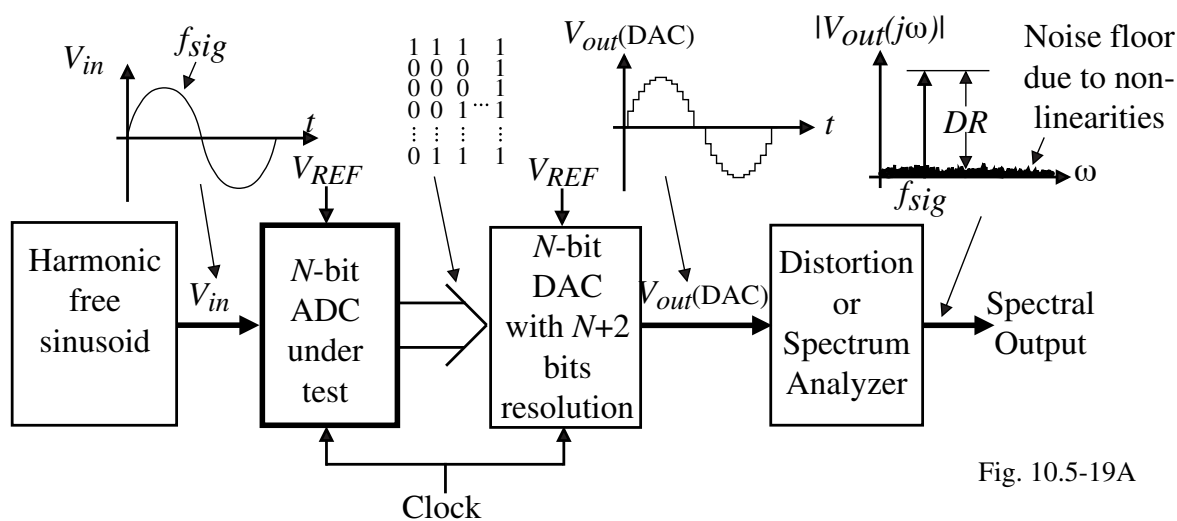 V_in
f_sig
t
V_REF
1 1 1 1
0 0 0 1
0 0 0 1
0 0 1 ··· 1
⋮ ⋮ ⋮ ⋮
0 1 1 1
V_out(DAC)
t
V_REF
|V_out(jω)|
DR
f_sig
ω
Noise floor
due to non-
linearities
Harmonic
free
sinusoid
V_in
N-bit
ADC
under
test
N-bit
DAC
with N+2
bits
resolution
V_out(DAC)
Distortion
or
Spectrum
Analyzer
Spectral
Output
Clock
Fig. 10.5-19A